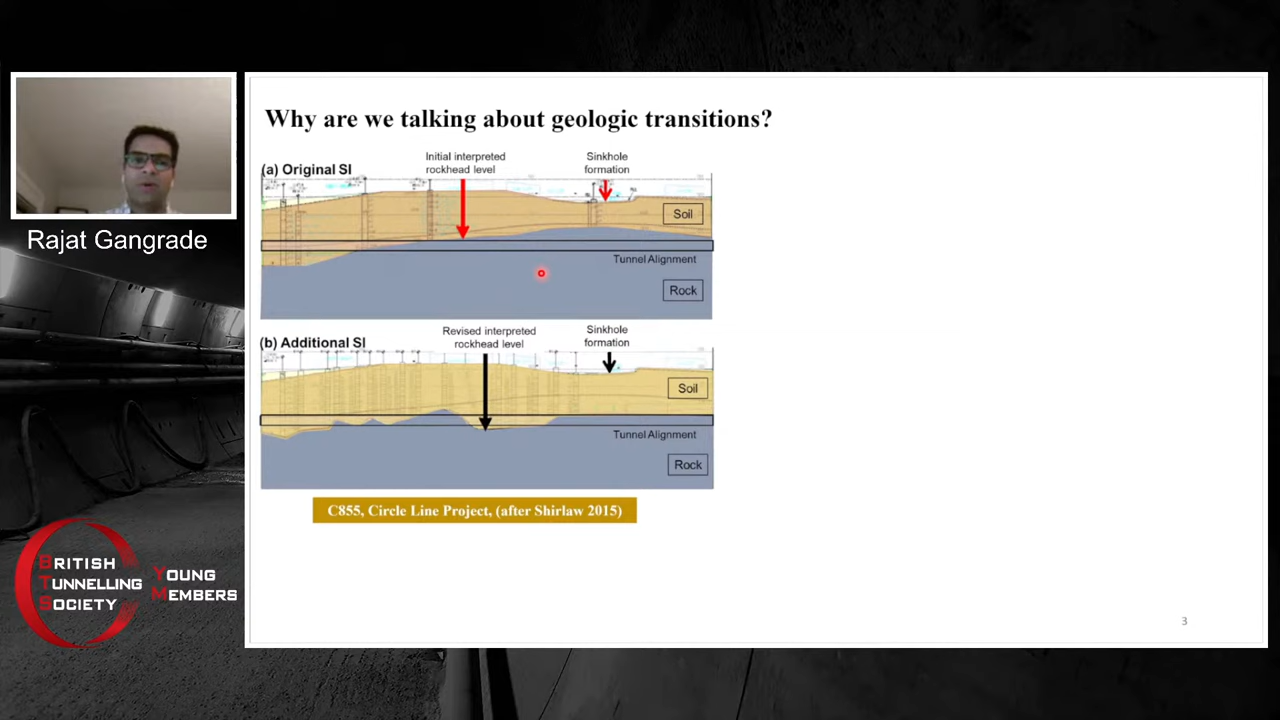 Why are we talking about geologic transitions?
(a) Original SI
Initial interpreted
rockhead level
Sinkhole
formation
Soil
Tunnel Alignment
Rock
(b) Additional SI
Revised interpreted
rockhead level
Sinkhole
formation
Soil
Tunnel Alignment
Rock
C855, Circle Line Project, (after Shirlaw 2015)
3
Rajat Gangrade
BRITISH
TUNNELLING
SOCIETY
YOUNG
MEMBERS